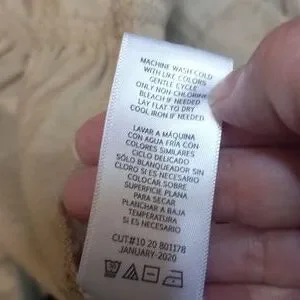 MACHINE WASH COLD
WITH LIKE COLORS
GENTLE CYCLE
ONLY NON-CHLORINE
BLEACH IF NEEDED
LAY FLAT TO DRY
COOL IRON IF NEEDED
LAVAR A MÁQUINA
CON AGUA FRÍA CON
COLORES SIMILARES
CICLO DELICADO
SÓLO BLANQUEADOR SIN
CLORO SI ES NECESARIO
COLOCAR SOBRE
SUPERFICIE PLANA
PARA SECAR
PLANCHAR A BAJA
TEMPERATURA
SI ES NECESARIO
CUT#10 20 801178
JANUARY-2020